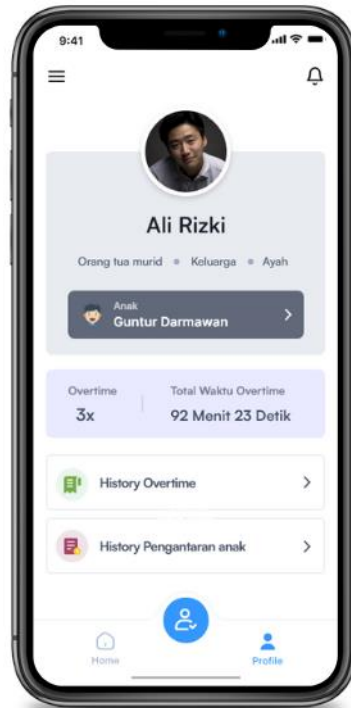 9:41
Ali Rizki
Orang tua murid Keluarga Ayah
Anak
Guntur Darmawan
Overtime Total Waktu Overtime
3x 92 Menit 23 Detik
History Overtime
History Pengantaran anak
Home Profile